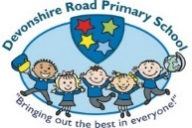 Devonshire Road Primary School
"Bringing out the best in everyone!"